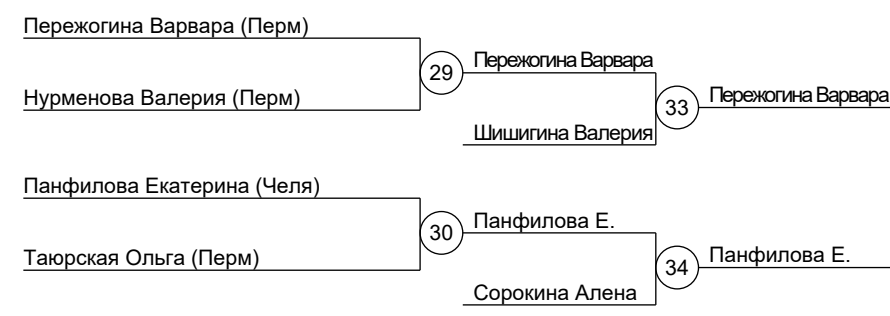 Пережогина Варвара (Перм)
29
Пережогина Варвара
Нурменова Валерия (Перм)
33
Пережогина Варвара
Шишигина Валерия
Панфилова Екатерина (Челя)
30
Панфилова Е.
Таюрская Ольга (Перм)
34
Панфилова Е.
Сорокина Алена